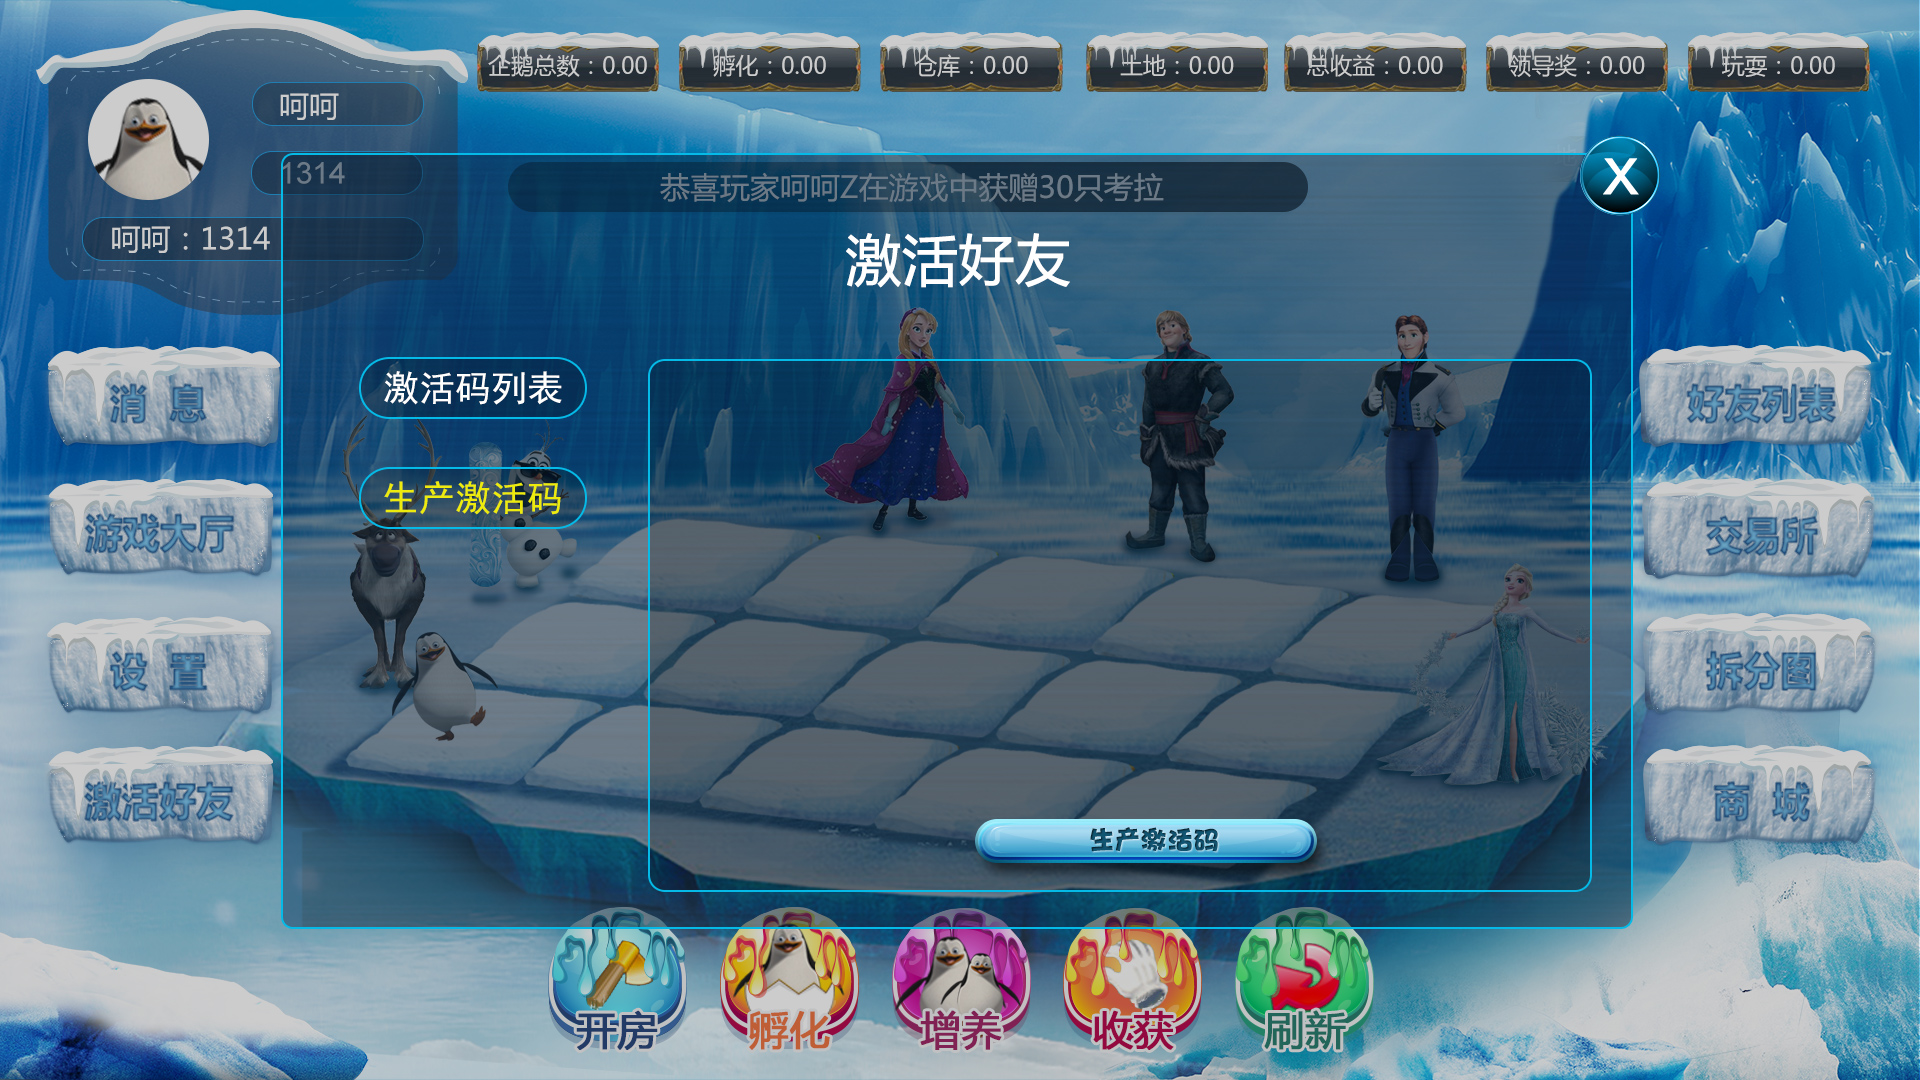 企鹅总数：0.00
孵化：0.00
仓库：0.00
土地：0.00
总收益：0.00
领导奖：0.00
玩耍：0.00
呵呵
1314
呵呵：1314
恭喜玩家呵呵Z在游戏中获赠30只考拉
X
激活好友
激活码列表
生产激活码
消息
游戏大厅
设置
激活好友
好友列表
交易所
拆分图
商城
生产激活码
开房
孵化
增养
收获
刷新